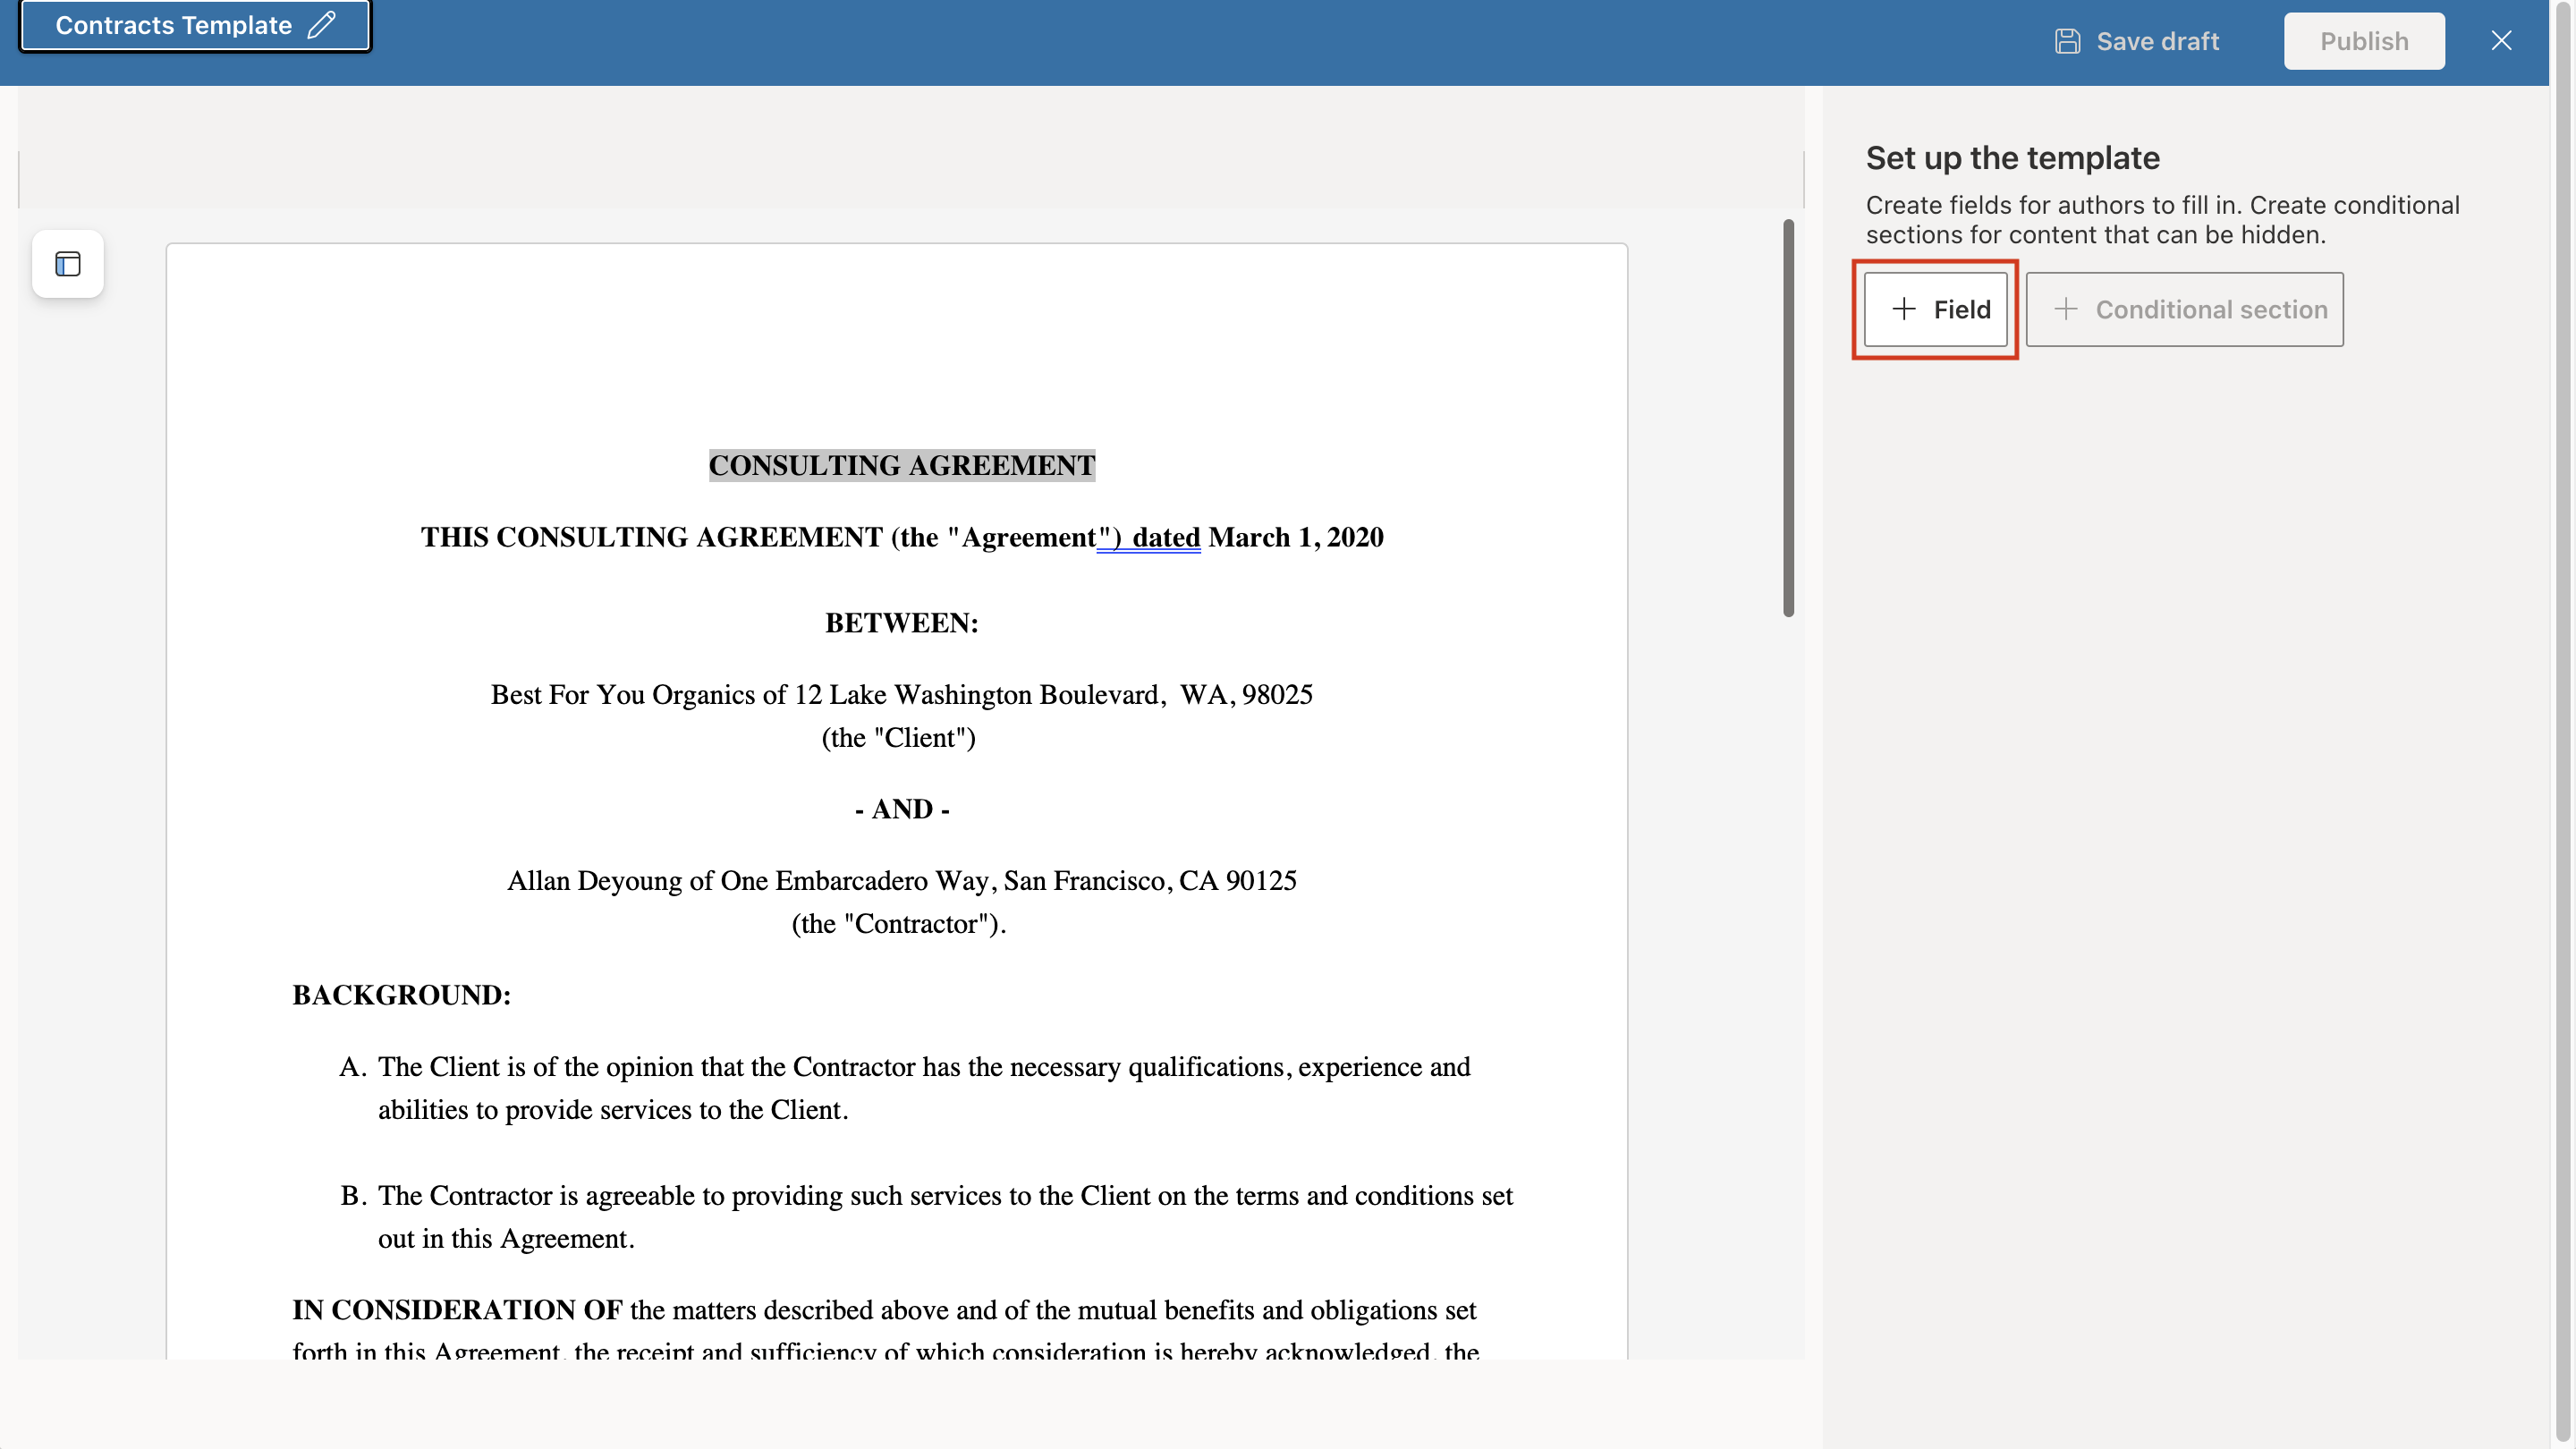 Contracts Template
Save draft
Publish
Set up the template
Create fields for authors to fill in. Create conditional
sections for content that can be hidden.
+ Field
+ Conditional section
CONSULTING AGREEMENT
THIS CONSULTING AGREEMENT (the "Agreement") dated March 1, 2020
BETWEEN:
Best For You Organics of 12 Lake Washington Boulevard, WA, 98025
(the "Client")
- AND -
Allan Deyoung of One Embarcadero Way, San Francisco, CA 90125
(the "Contractor").
BACKGROUND:
A. The Client is of the opinion that the Contractor has the necessary qualifications, experience and
abilities to provide services to the Client.
B. The Contractor is agreeable to providing such services to the Client on the terms and conditions set
out in this Agreement.
IN CONSIDERATION OF the matters described above and of the mutual benefits and obligations set
forth in this Agreement, the receipt and sufficiency of which consideration is hereby acknowledged, the